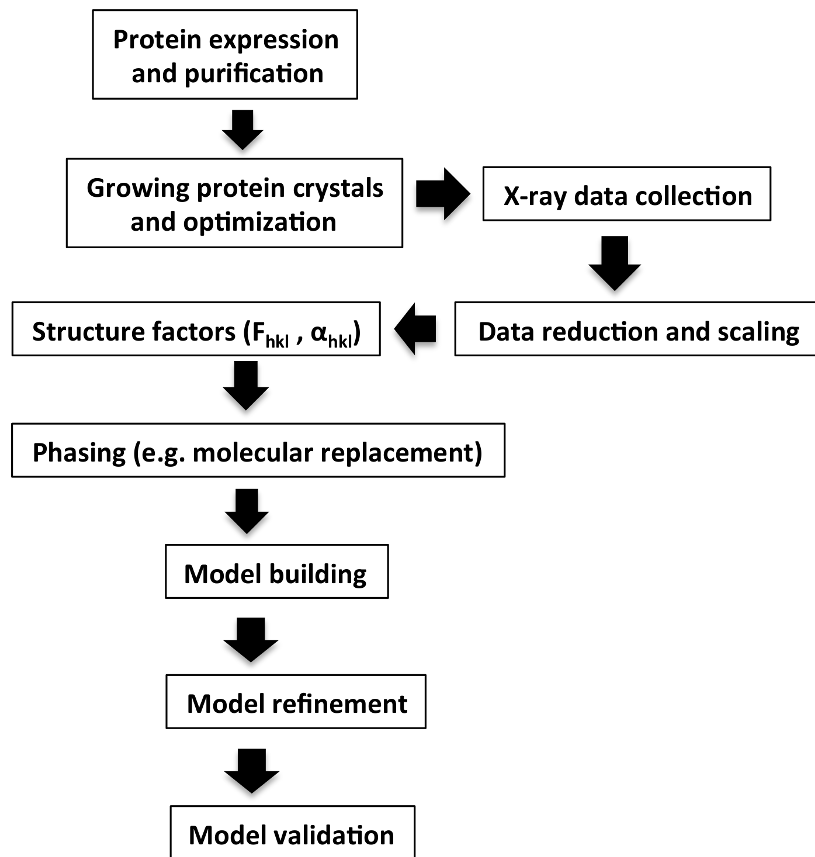 Protein expression
and purification
Growing protein crystals
and optimization
X-ray data collection
Data reduction and scaling
Structure factors (Fhkl , αhkl)
Phasing (e.g. molecular replacement)
Model building
Model refinement
Model validation